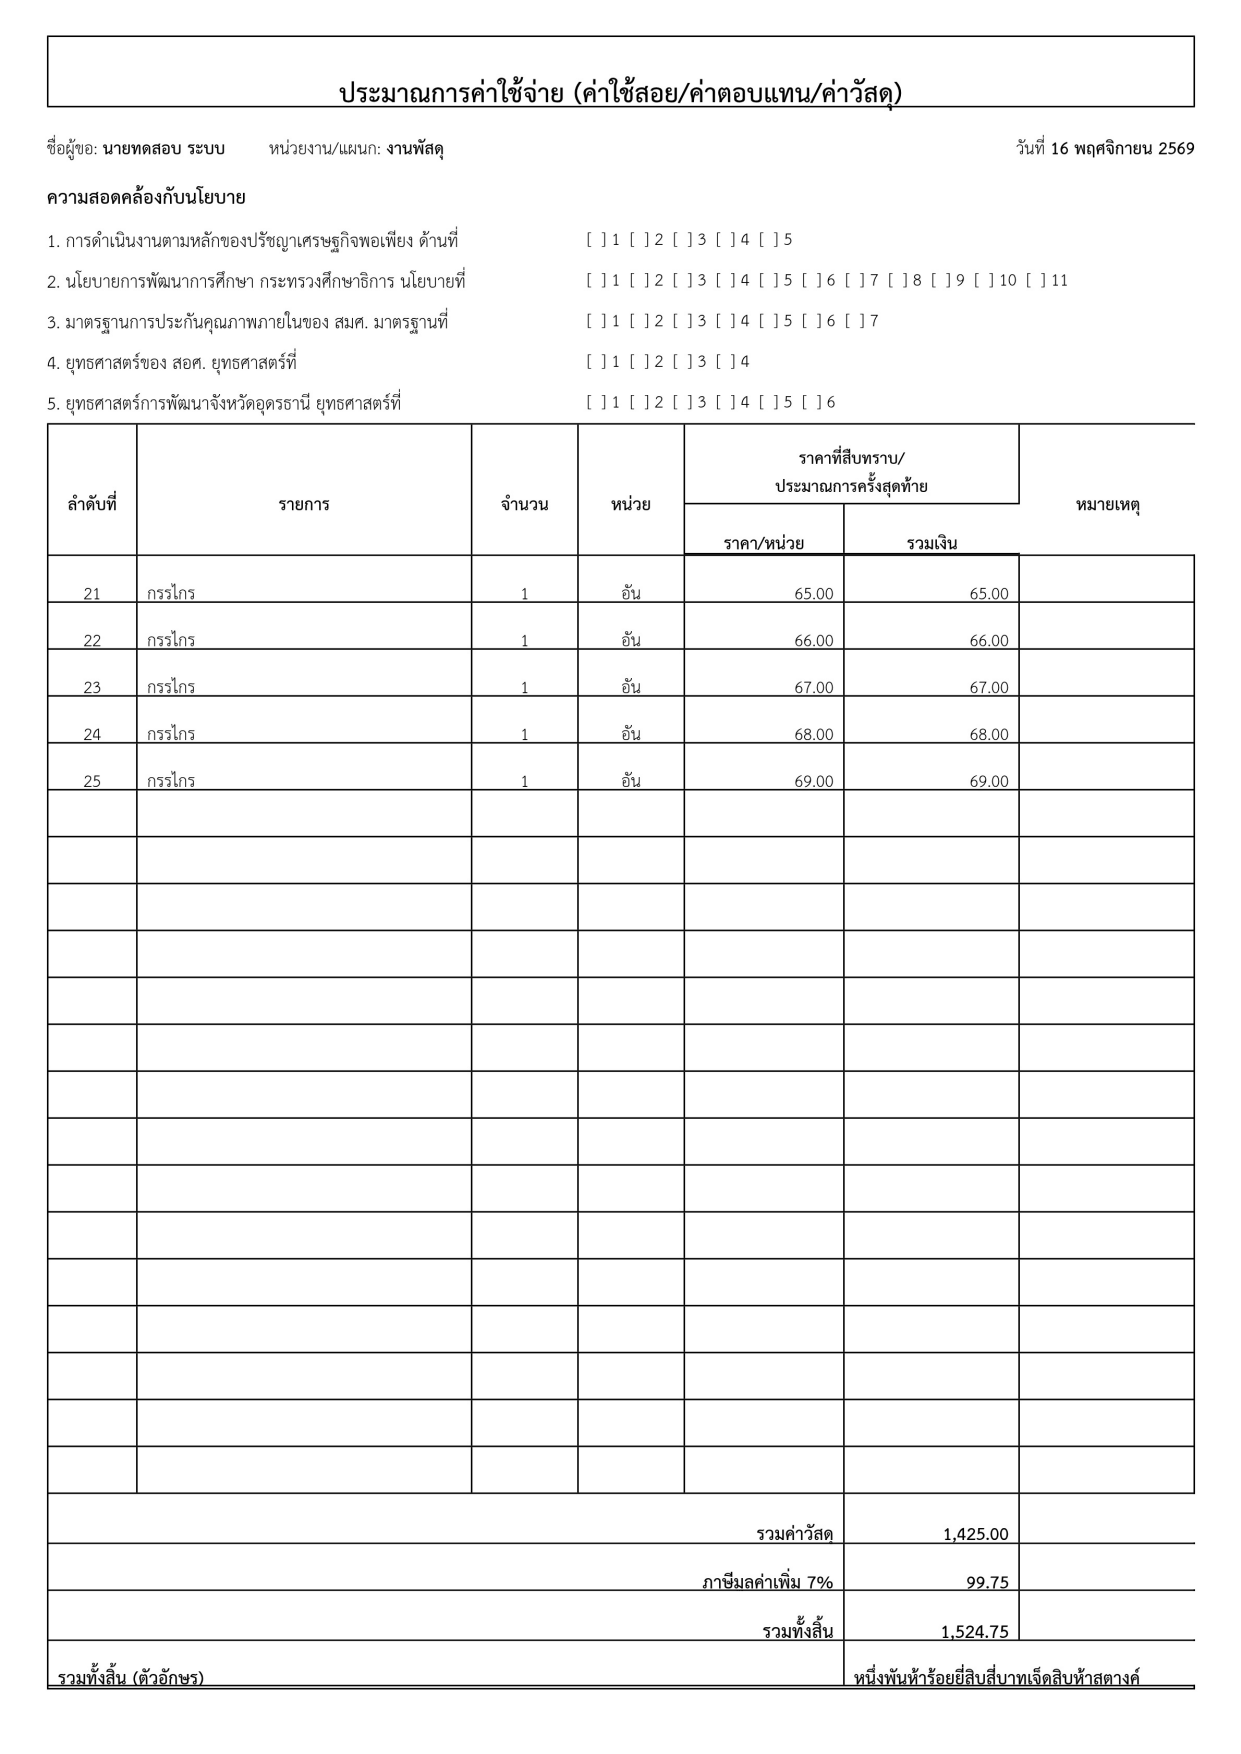 ประมาณการค่าใช้จ่าย (ค่าใช้สอย/ค่าตอบแทน/ค่าวัสดุ)
ชื่อผู้ขอ: นายทดสอบ ระบบ หน่วยงาน/แผนก: งานพัสดุ วันที่ 16 พฤศจิกายน 2569
ความสอดคล้องกับนโยบาย
1. การดำเนินงานตามหลักของปรัชญาเศรษฐกิจพอเพียง ด้านที่ [ ] 1 [ ] 2 [ ] 3 [ ] 4 [ ] 5
2. นโยบายการพัฒนาการศึกษา กระทรวงศึกษาธิการ นโยบายที่ [ ] 1 [ ] 2 [ ] 3 [ ] 4 [ ] 5 [ ] 6 [ ] 7 [ ] 8 [ ] 9 [ ] 10 [ ] 11
3. มาตรฐานการประกันคุณภาพภายในของ สมศ. มาตรฐานที่ [ ] 1 [ ] 2 [ ] 3 [ ] 4 [ ] 5 [ ] 6 [ ] 7
4. ยุทธศาสตร์ของ สอศ. ยุทธศาสตร์ที่ [ ] 1 [ ] 2 [ ] 3 [ ] 4
5. ยุทธศาสตร์การพัฒนาจังหวัดอุดรธานี ยุทธศาสตร์ที่ [ ] 1 [ ] 2 [ ] 3 [ ] 4 [ ] 5 [ ] 6
ราคาที่สืบทราบ/
ประมาณการครั้งสุดท้าย
ลำดับที่ รายการ จำนวน หน่วย หมายเหตุ
ราคา/หน่วย รวมเงิน
21 กรรไกร 1 อัน 65.00 65.00
22 กรรไกร 1 อัน 66.00 66.00
23 กรรไกร 1 อัน 67.00 67.00
24 กรรไกร 1 อัน 68.00 68.00
25 กรรไกร 1 อัน 69.00 69.00
รวมค่าวัสดุ 1,425.00
ภาษีมูลค่าเพิ่ม 7% 99.75
รวมทั้งสิ้น 1,524.75
รวมทั้งสิ้น (ตัวอักษร) หนึ่งพันห้าร้อยยี่สิบสี่บาทเจ็ดสิบห้าสตางค์